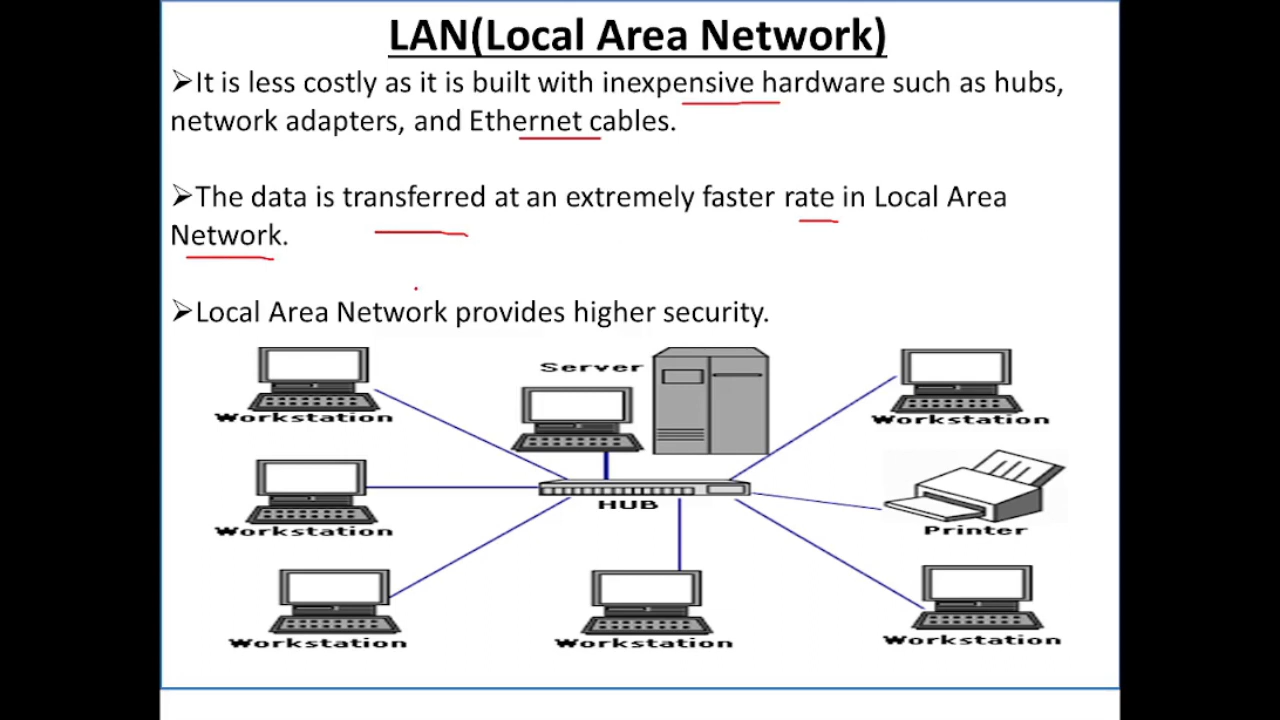 LAN(Local Area Network)
➢It is less costly as it is built with inexpensive hardware such as hubs,
network adapters, and Ethernet cables.
➢The data is transferred at an extremely faster rate in Local Area
Network.
➢Local Area Network provides higher security.
Server
Workstation
Workstation
HUB
Workstation
Printer
Workstation
Workstation
Workstation